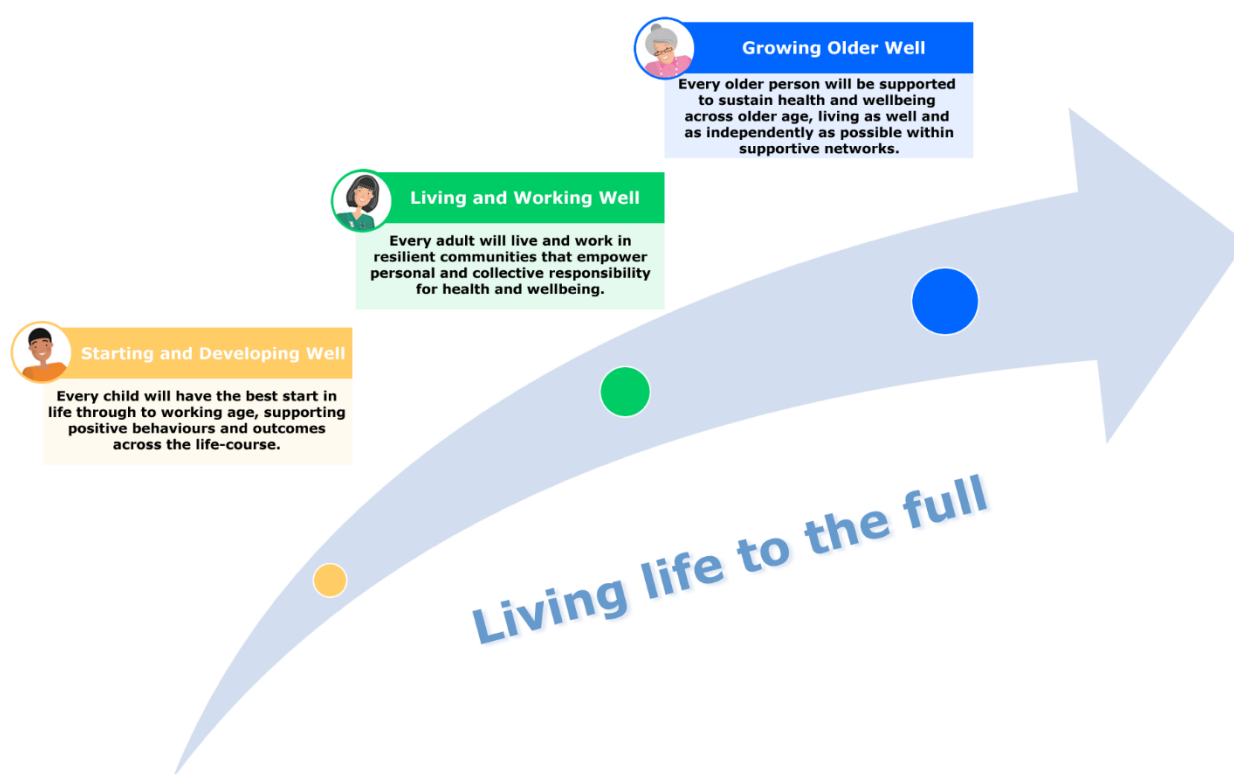 Growing Older Well
Every older person will be supported
to sustain health and wellbeing
across older age, living as well and
as independently as possible within
supportive networks.
Living and Working Well
Every adult will live and work in
resilient communities that empower
personal and collective responsibility
for health and wellbeing.
Starting and Developing Well
Every child will have the best start in
life through to working age, supporting
positive behaviours and outcomes
across the life-course.
Living life to the full